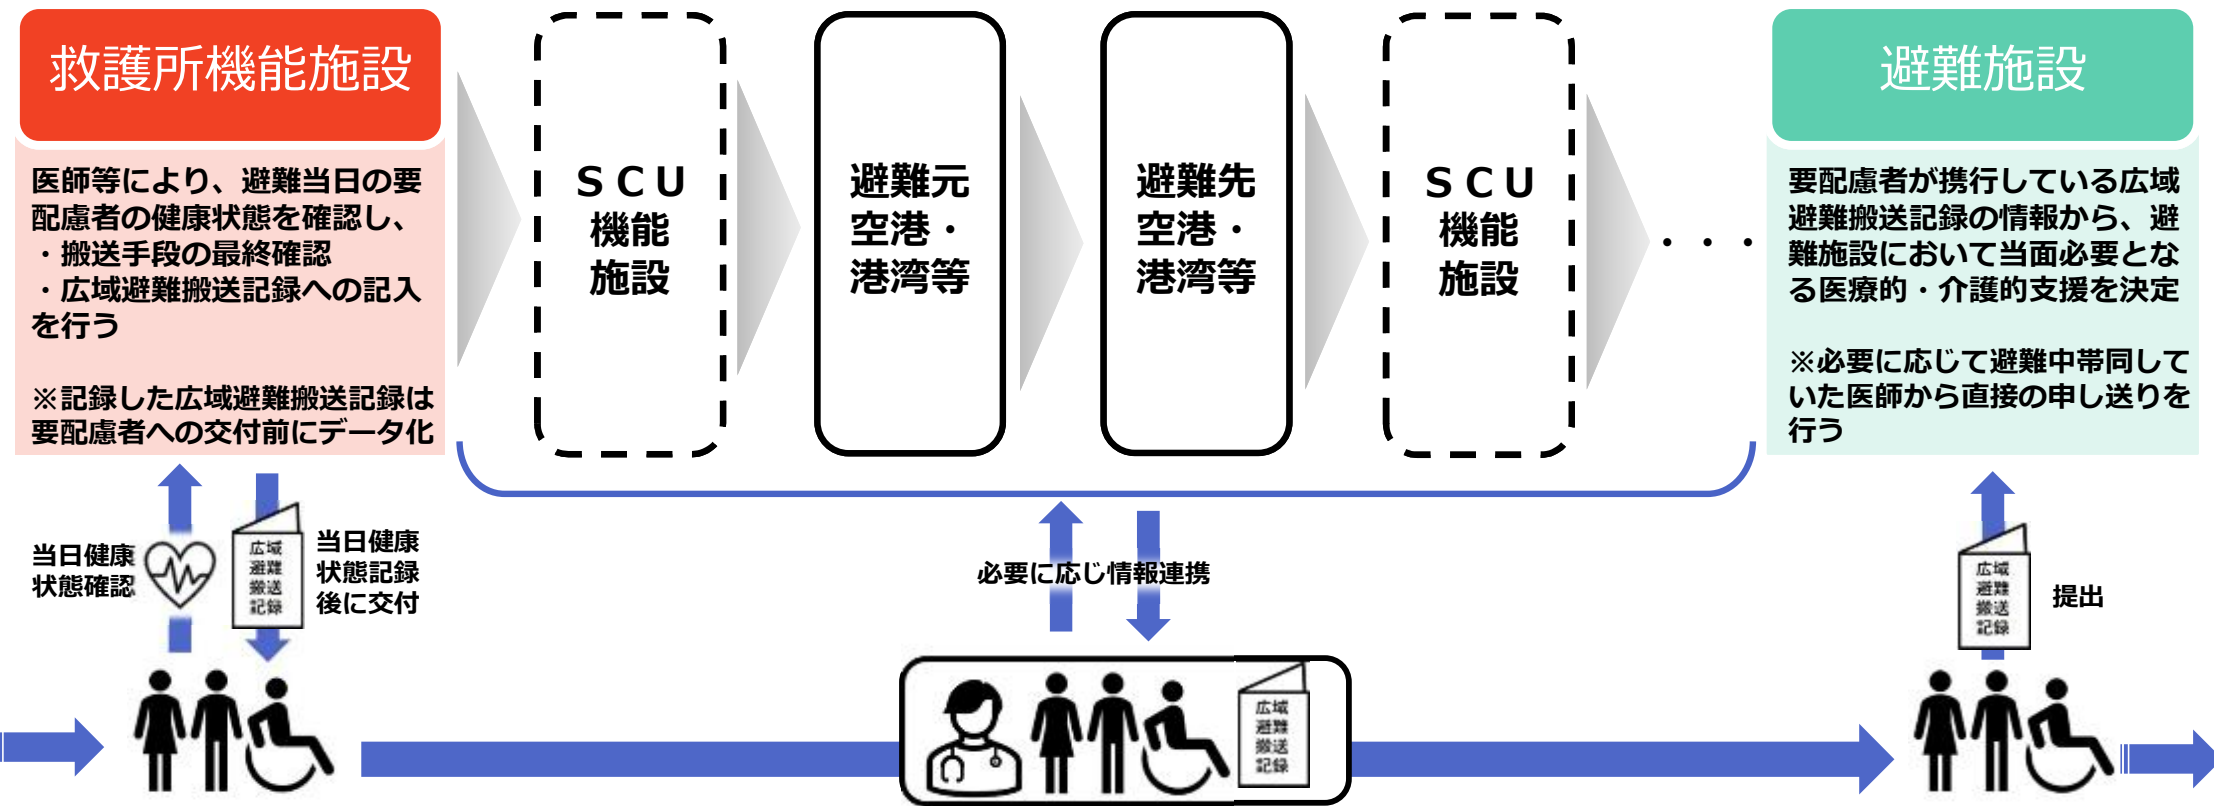 救護所機能施設
医師等により、避難当日の要
配慮者の健康状態を確認し、
・搬送手段の最終確認
・広域避難搬送記録への記入
を行う
※記録した広域避難搬送記録は
要配慮者への交付前にデータ化
ＳＣＵ
機能
施設
避難元
空港・
港湾等
避難先
空港・
港湾等
ＳＣＵ
機能
施設
・・・
避難施設
要配慮者が携行している広域
避難搬送記録の情報から、避
難施設において当面必要とな
る医療的・介護的支援を決定
※必要に応じて避難中帯同して
いた医師から直接の申し送りを
行う
当日健康
状態確認
広域
避難
搬送
記録
当日健康
状態記録
後に交付
必要に応じ情報連携
広域
避難
搬送
記録
広域
避難
搬送
記録
提出